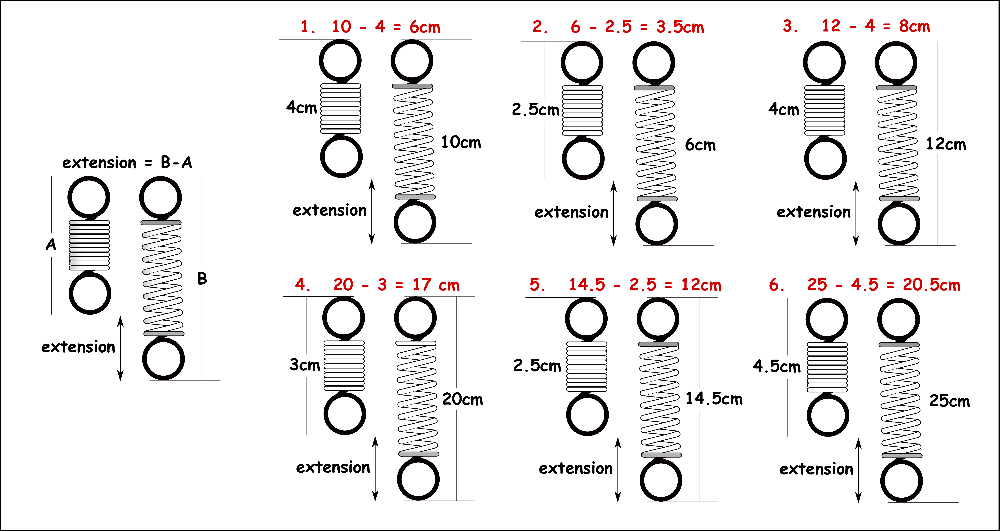 extension = B-A
A
B
extension
1. 10 - 4 = 6cm
4cm
10cm
extension
2. 6 - 2.5 = 3.5cm
2.5cm
6cm
extension
3. 12 - 4 = 8cm
4cm
12cm
extension
4. 20 - 3 = 17 cm
3cm
20cm
extension
5. 14.5 - 2.5 = 12cm
2.5cm
14.5cm
extension
6. 25 - 4.5 = 20.5cm
4.5cm
25cm
extension